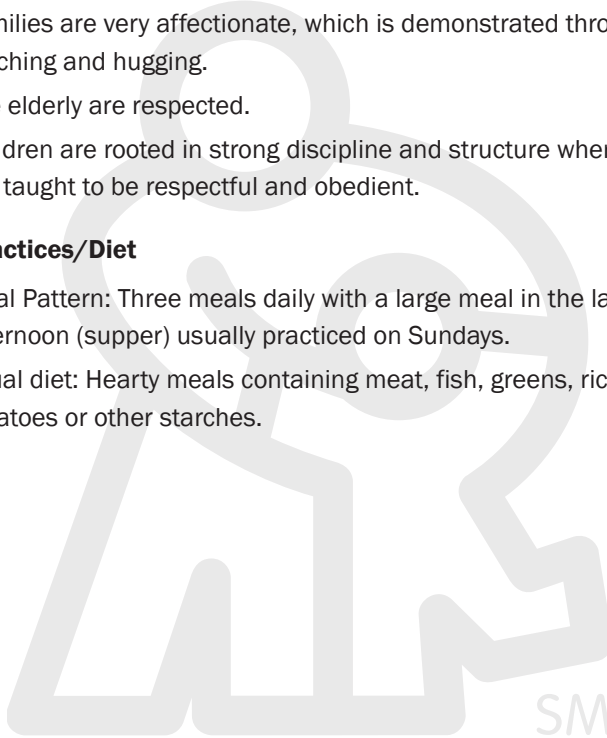 milies are very affectionate, which is demonstrated thro
ching and hugging.
elderly are respected.
dren are rooted in strong discipline and structure wher
taught to be respectful and obedient.
actices/Diet
al Pattern: Three meals daily with a large meal in the la
ernoon (supper) usually practiced on Sundays.
ual diet: Hearty meals containing meat, fish, greens, ric
atoes or other starches.
SM